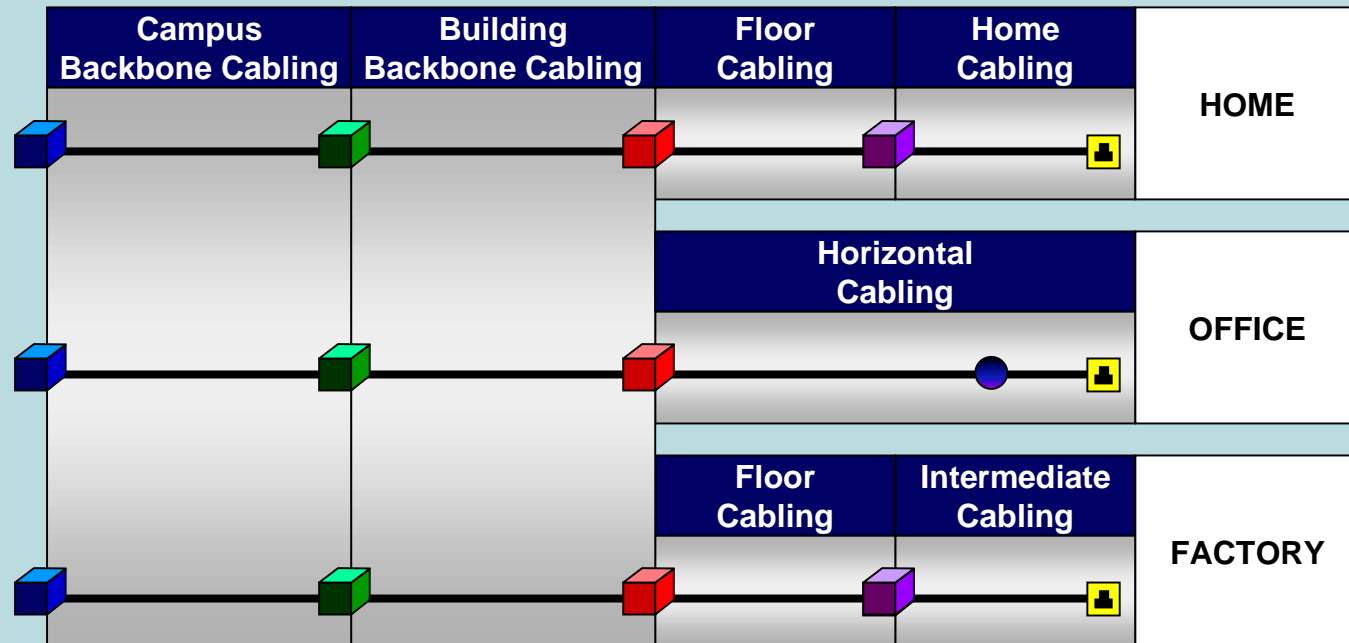 Campus
Backbone Cabling
Building
Backbone Cabling
Floor
Cabling
Home
Cabling
HOME
Horizontal
Cabling
OFFICE
Floor
Cabling
Intermediate
Cabling
FACTORY